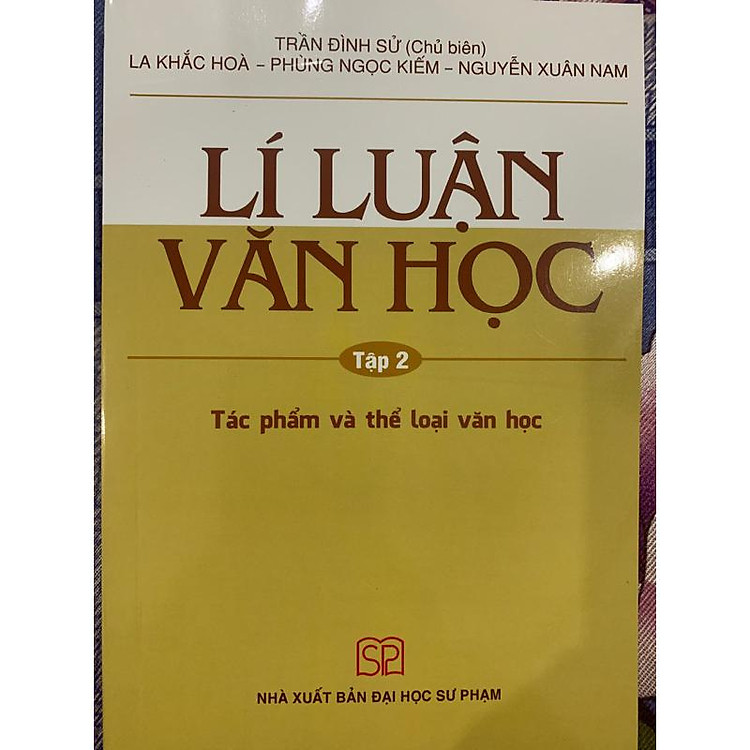 TRẦN ĐÌNH SỬ (Chủ biên)
LA KHẮC HOÀ – PHÙNG NGỌC KIẾM – NGUYỄN XUÂN NAM
LÍ LUẬN
VĂN HỌC
Tập 2
Tác phẩm và thể loại văn học
SP
NHÀ XUẤT BẢN ĐẠI HỌC SƯ PHẠM